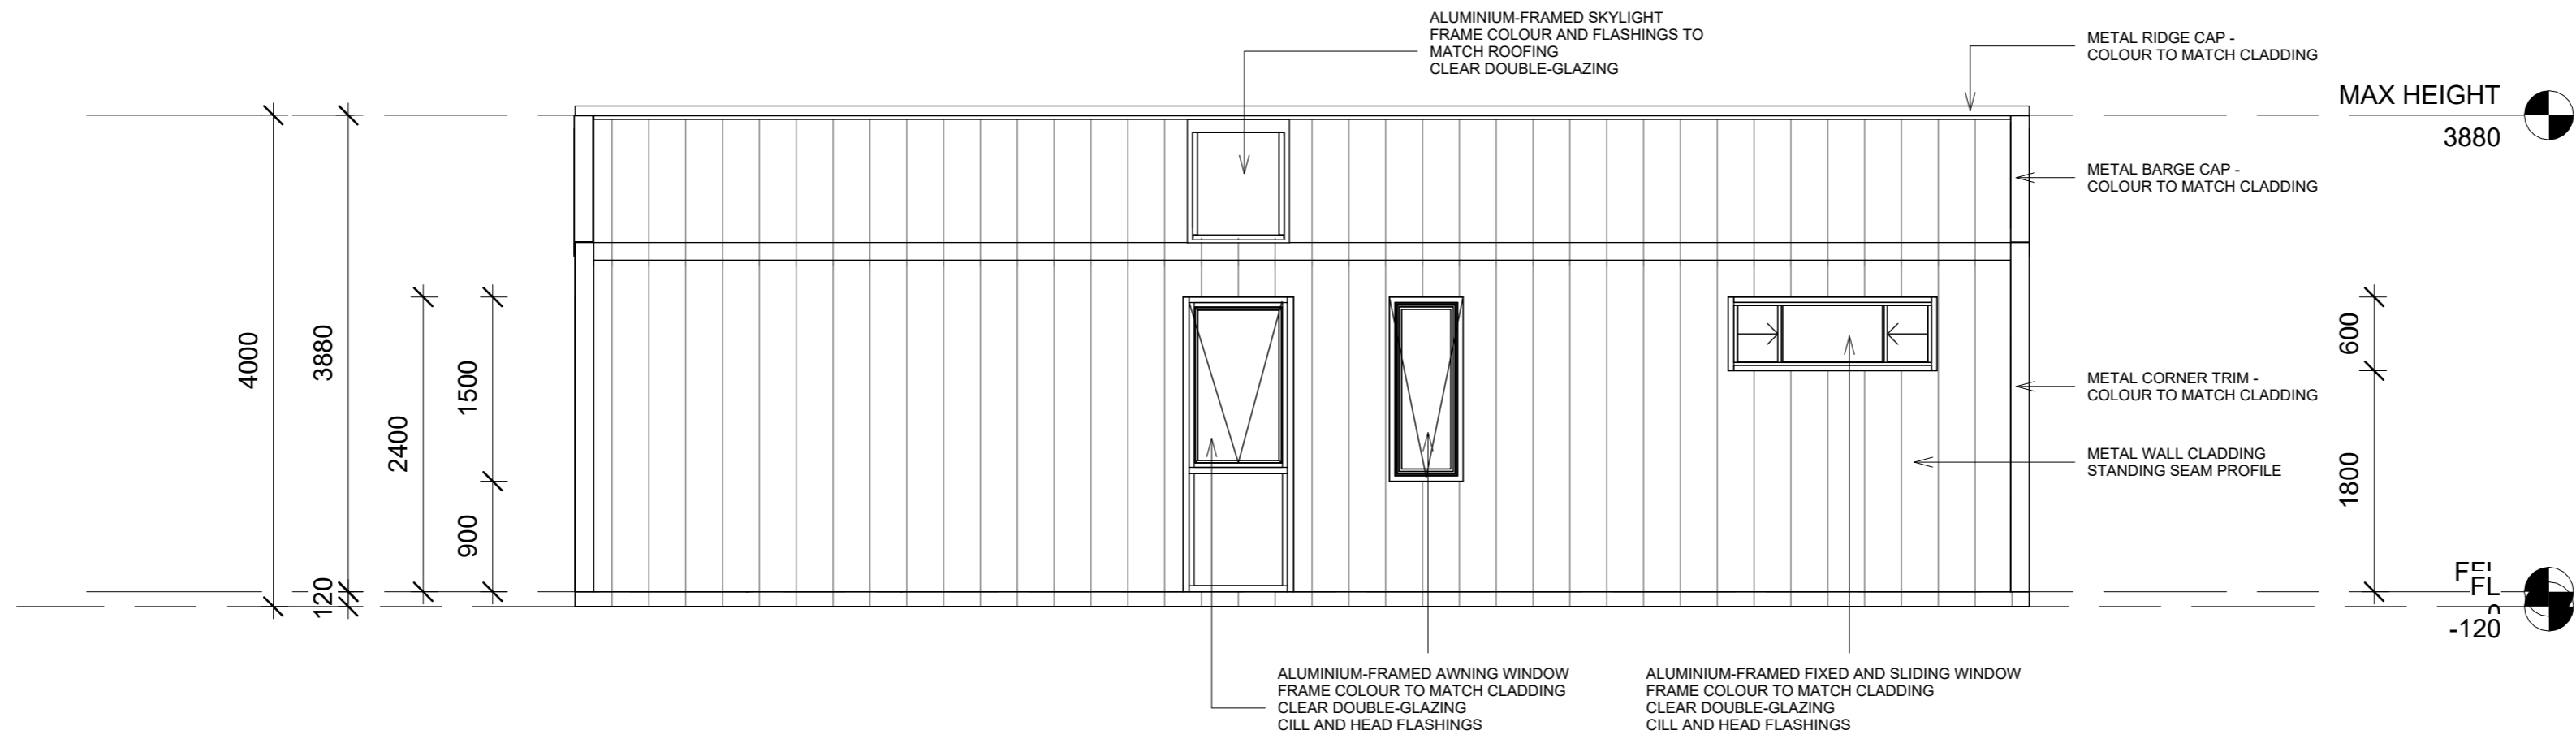 ALUMINIUM-FRAMED SKYLIGHT
FRAME COLOUR AND FLASHINGS TO
MATCH ROOFING
CLEAR DOUBLE-GLAZING
METAL RIDGE CAP -
COLOUR TO MATCH CLADDING
MAX HEIGHT
3880
METAL BARGE CAP -
COLOUR TO MATCH CLADDING
4000
3880
120
2400
1500
900
600
1800
METAL CORNER TRIM -
COLOUR TO MATCH CLADDING
METAL WALL CLADDING
STANDING SEAM PROFILE
FL
-120
ALUMINIUM-FRAMED AWNING WINDOW
FRAME COLOUR TO MATCH CLADDING
CLEAR DOUBLE-GLAZING
CILL AND HEAD FLASHINGS
ALUMINIUM-FRAMED FIXED AND SLIDING WINDOW
FRAME COLOUR TO MATCH CLADDING
CLEAR DOUBLE-GLAZING
CILL AND HEAD FLASHINGS